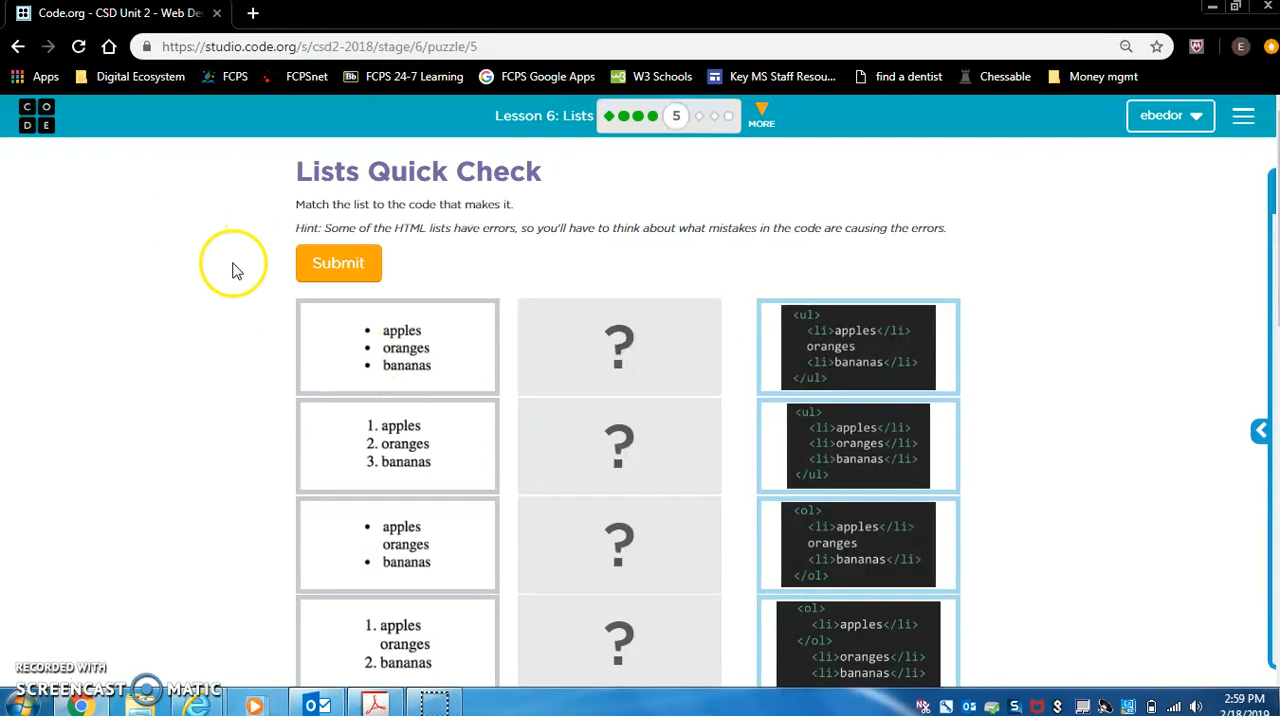 Code.org - CSD Unit 2 - Web De
https://studio.code.org/s/csd2-2018/stage/6/puzzle/5
E
Apps Digital Ecosystem FCPS FCPSnet Bb FCPS 24-7 Learning FCPS Google Apps W3 Schools Key MS Staff Resou... find a dentist Chessable Money mgmt
C O D E
Lesson 6: Lists 5 MORE ebedor
Lists Quick Check
Match the list to the code that makes it.
Hint: Some of the HTML lists have errors, so you'll have to think about what mistakes in the code are causing the errors.
Submit
• apples
• oranges
• bananas
?
<ul>
<li>apples</li>
oranges
<li>bananas</li>
</ul>
1. apples
2. oranges
3. bananas
?
<ul>
<li>apples</li>
<li>oranges</li>
<li>bananas</li>
</ul>
• apples
oranges
• bananas
?
<ol>
<li>apples</li>
oranges
<li>bananas</li>
</ol>
1. apples
oranges
2. bananas
?
<ol>
<li>apples</li>
</ol>
<li>oranges</li>
<li>bananas</li>
RECORDED WITH
SCREENCAST MATIC
2:59 PM
2/18/2019